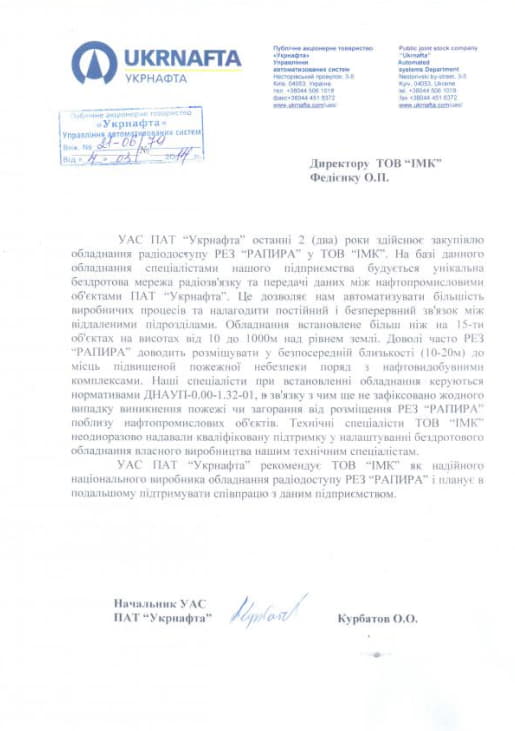 UKRNAFTA
УКРНАФТА
Публічне акціонерне товариство
«Укрнафта»
Управління
автоматизованих систем
Несторівський провулок, 3-5
Київ, 04053, Україна
тел +38044 506 1018
факс+38044 451 8372
www.ukrnafta.com/uas/
Public joint stock company
"Ukrnafta"
Automated
systems Department
Nestorivski by-street, 3-5
Kyiv, 04053, Ukraine
tel. +38044 506 1018
fax +38044 451 8372
www.ukrnafta.com/uas/
Публічне акціонерне товариство
«Укрнафта»
Управління автоматизованих систем
Вих. № 21-06/74
Від «4» 03 2014 р.
Директору ТОВ “ІМК”
Федієнку О.П.
УАС ПАТ “Укрнафта” останні 2 (два) роки здійснює закупівлю
обладнання радіодоступу РЕЗ “РАПИРА” у ТОВ “ІМК”. На базі данного
обладнання спеціалістами нашого підприємства будується унікальна
бездротова мережа радіозв'язку та передачі даних між нафтопромисловими
об'єктами ПАТ “Укрнафта”. Це дозволяє нам автоматизувати більшість
виробничих процесів та налагодити постійний і безперервний зв'язок між
віддаленими підрозділами. Обладнання встановлене більш ніж на 15-ти
об'єктах на висотах від 10 до 1000м над рівнем землі. Доволі часто РЕЗ
“РАПИРА” доводить розміщувати у безпосередній близькості (10-20м) до
місць підвищеної пожежної небезпеки поряд з нафтовидобувними
комплексами. Наші спеціалісти при встановленні обладнання керуються
нормативами ДНАУП-0.00-1.32-01, в зв'язку з чим ще не зафіксовано жодного
випадку виникнення пожежі чи загорання від розміщення РЕЗ “РАПИРА”
поблизу нафтопромислових об'єктів. Технічні спеціалісти ТОВ “ІМК”
неодноразово надавали кваліфіковану підтримку у налаштуванні бездротового
обладнання власного виробництва нашим технічним спеціалістам.
УАС ПАТ “Укрнафта” рекомендує ТОВ “ІМК” як надійного
національного виробника обладнання радіодоступу РЕЗ “РАПИРА” і планує в
подальшому підтримувати співпрацю з даним підприємством.
Начальник УАС
ПАТ “Укрнафта”
Курбатов О.О.